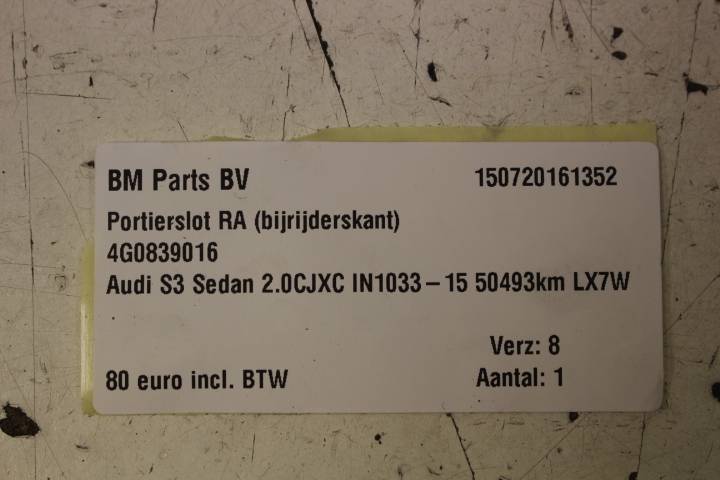 BM Parts BV 150720161352
Portierslot RA (bijrijderskant)
4G0839016
Audi S3 Sedan 2.0CJXC IN1033 – 15 50493km LX7W
Verz: 8
80 euro incl. BTW Aantal: 1